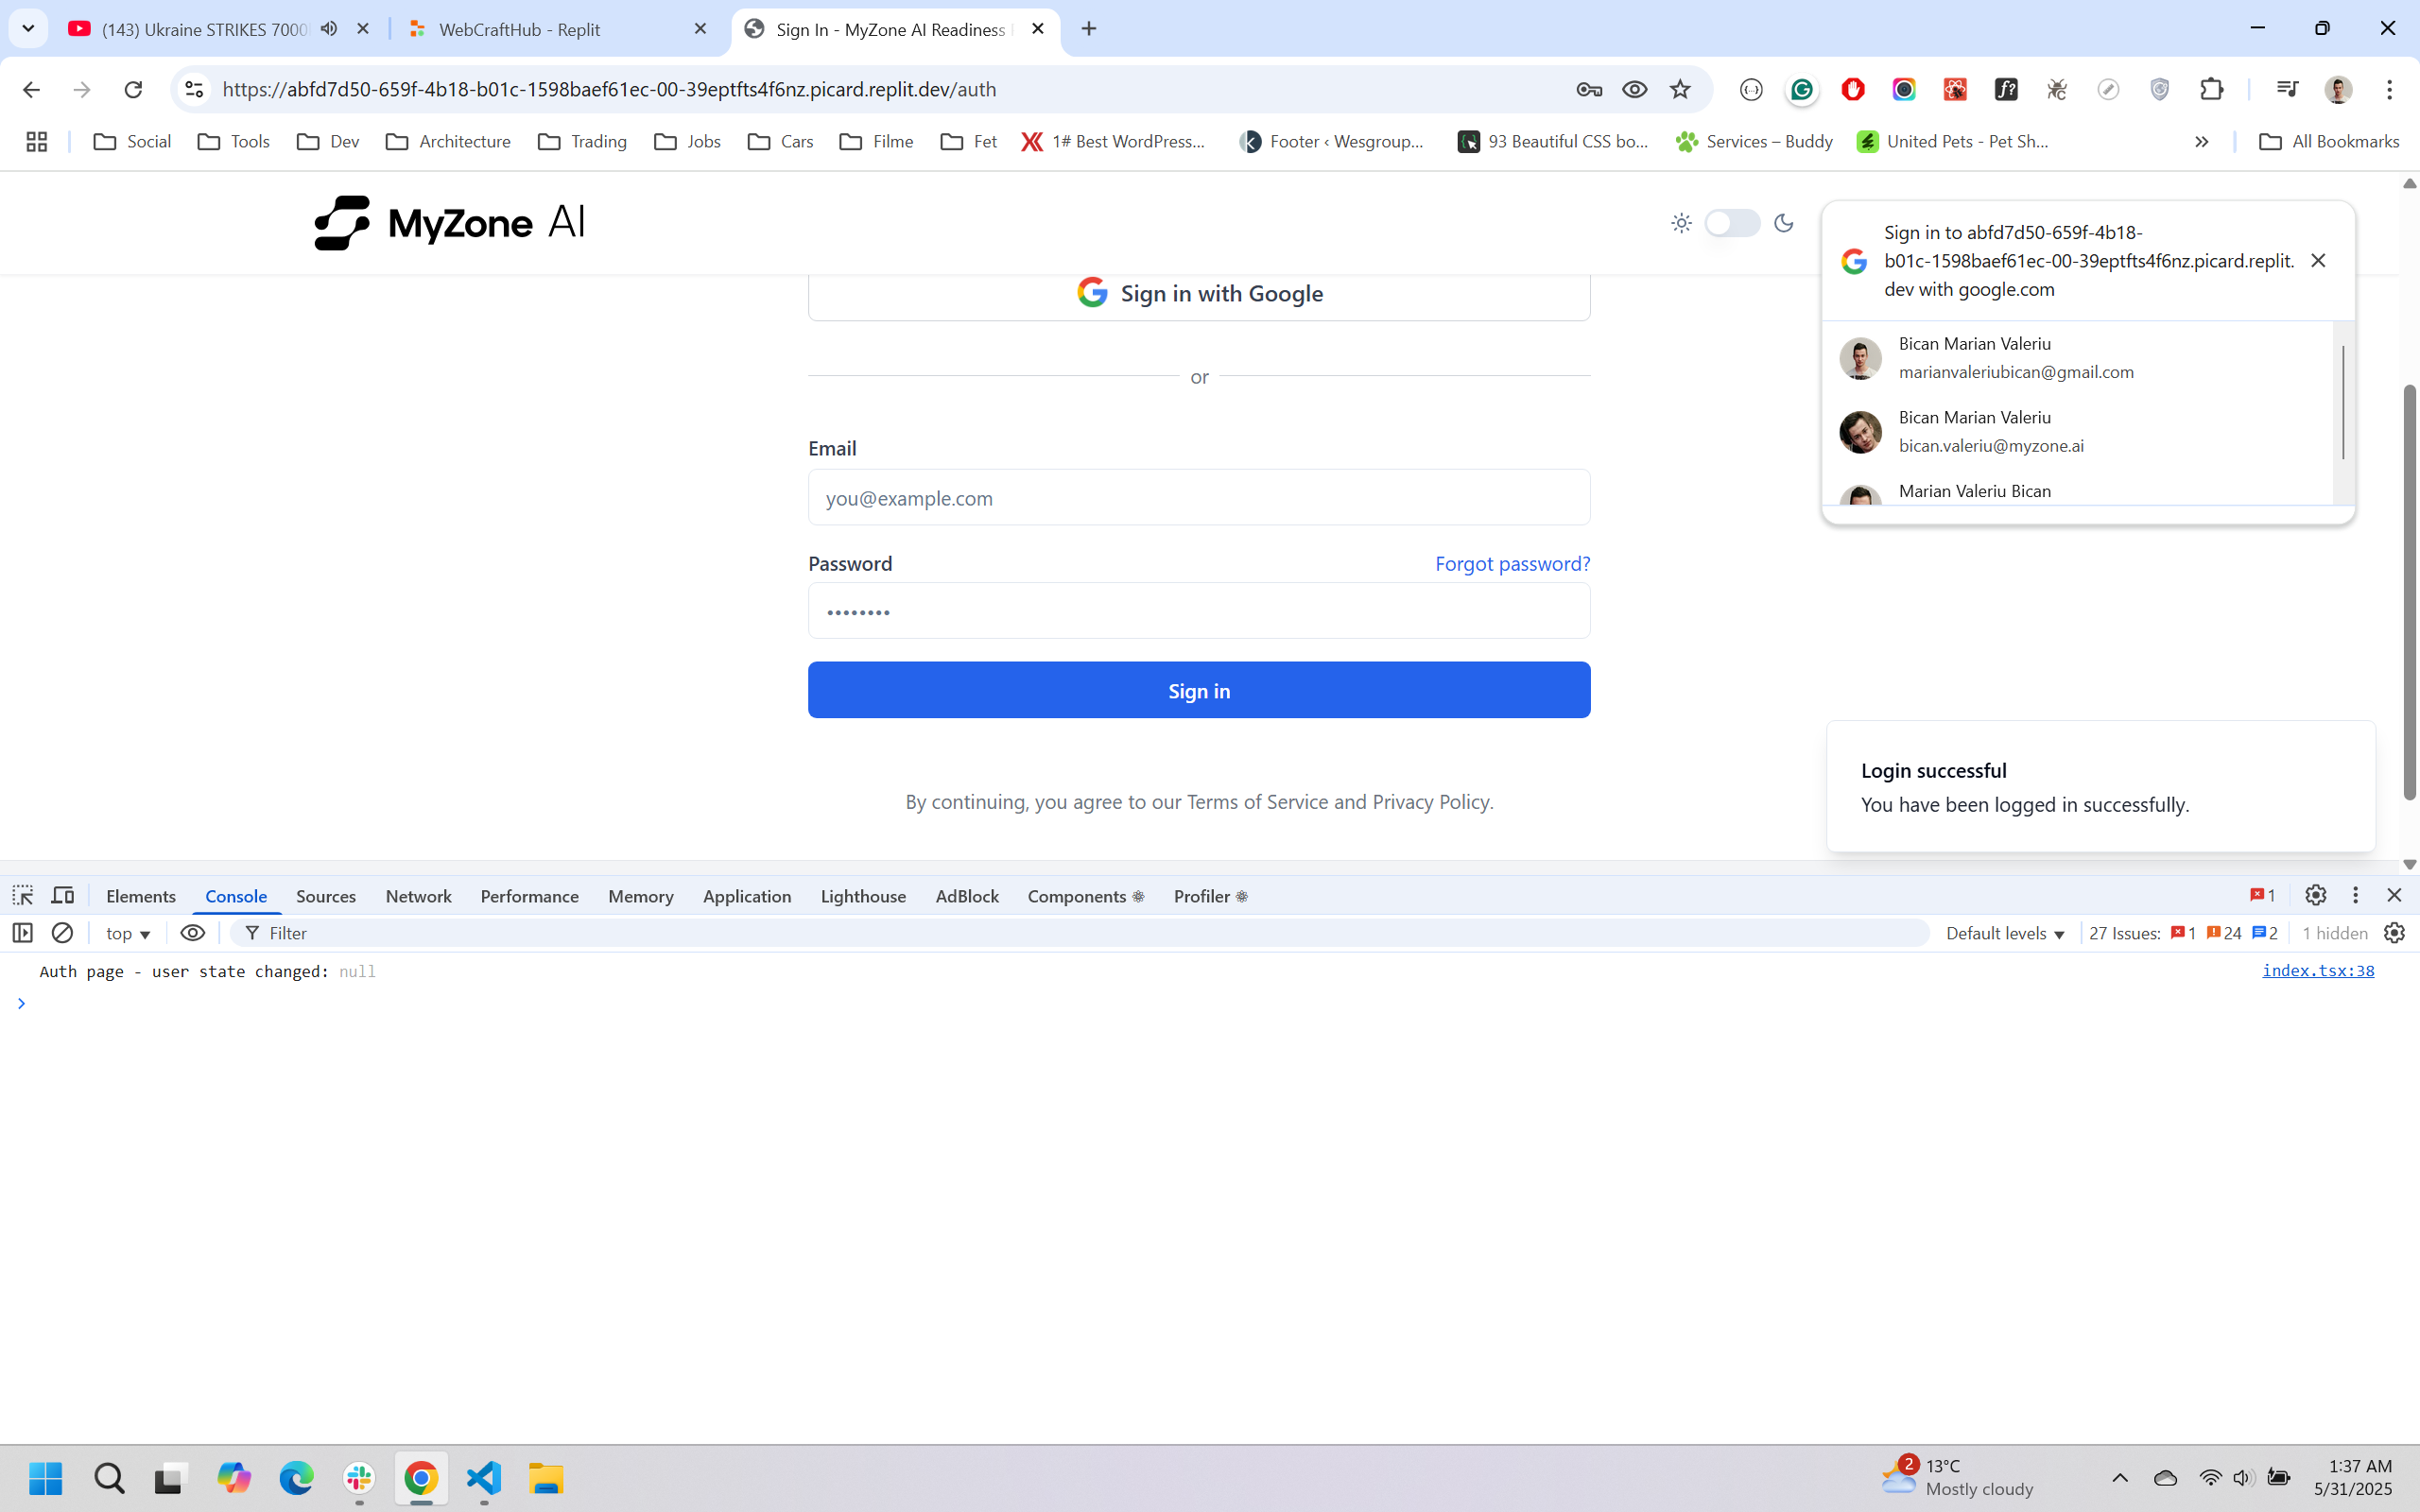 (143) Ukraine STRIKES 7000
WebCraftHub - Replit
Sign In - MyZone AI Readiness
https://abfd7d50-659f-4b18-b01c-1598baef61ec-00-39eptfts4f6nz.picard.replit.dev/auth
Social
Tools
Dev
Architecture
Trading
Jobs
Cars
Filme
Fet
1# Best WordPress...
Footer ‹ Wesgroup...
93 Beautiful CSS bo...
Services – Buddy
United Pets - Pet Sh...
»
All Bookmarks
MyZone AI
Sign in to abfd7d50-659f-4b18-
b01c-1598baef61ec-00-39eptfts4f6nz.picard.replit.
dev with google.com
Bican Marian Valeriu
marianvaleriubican@gmail.com
Bican Marian Valeriu
bican.valeriu@myzone.ai
Marian Valeriu Bican
Sign in with Google
or
Email
you@example.com
Password
Forgot password?
••••••••
Sign in
By continuing, you agree to our Terms of Service and Privacy Policy.
Login successful
You have been logged in successfully.
Elements
Console
Sources
Network
Performance
Memory
Application
Lighthouse
AdBlock
Components
Profiler
1
top
Filter
Default levels
27 Issues: 1 24 2
1 hidden
Auth page - user state changed: null
index.tsx:38
2
13°C
Mostly cloudy
1:37 AM
5/31/2025